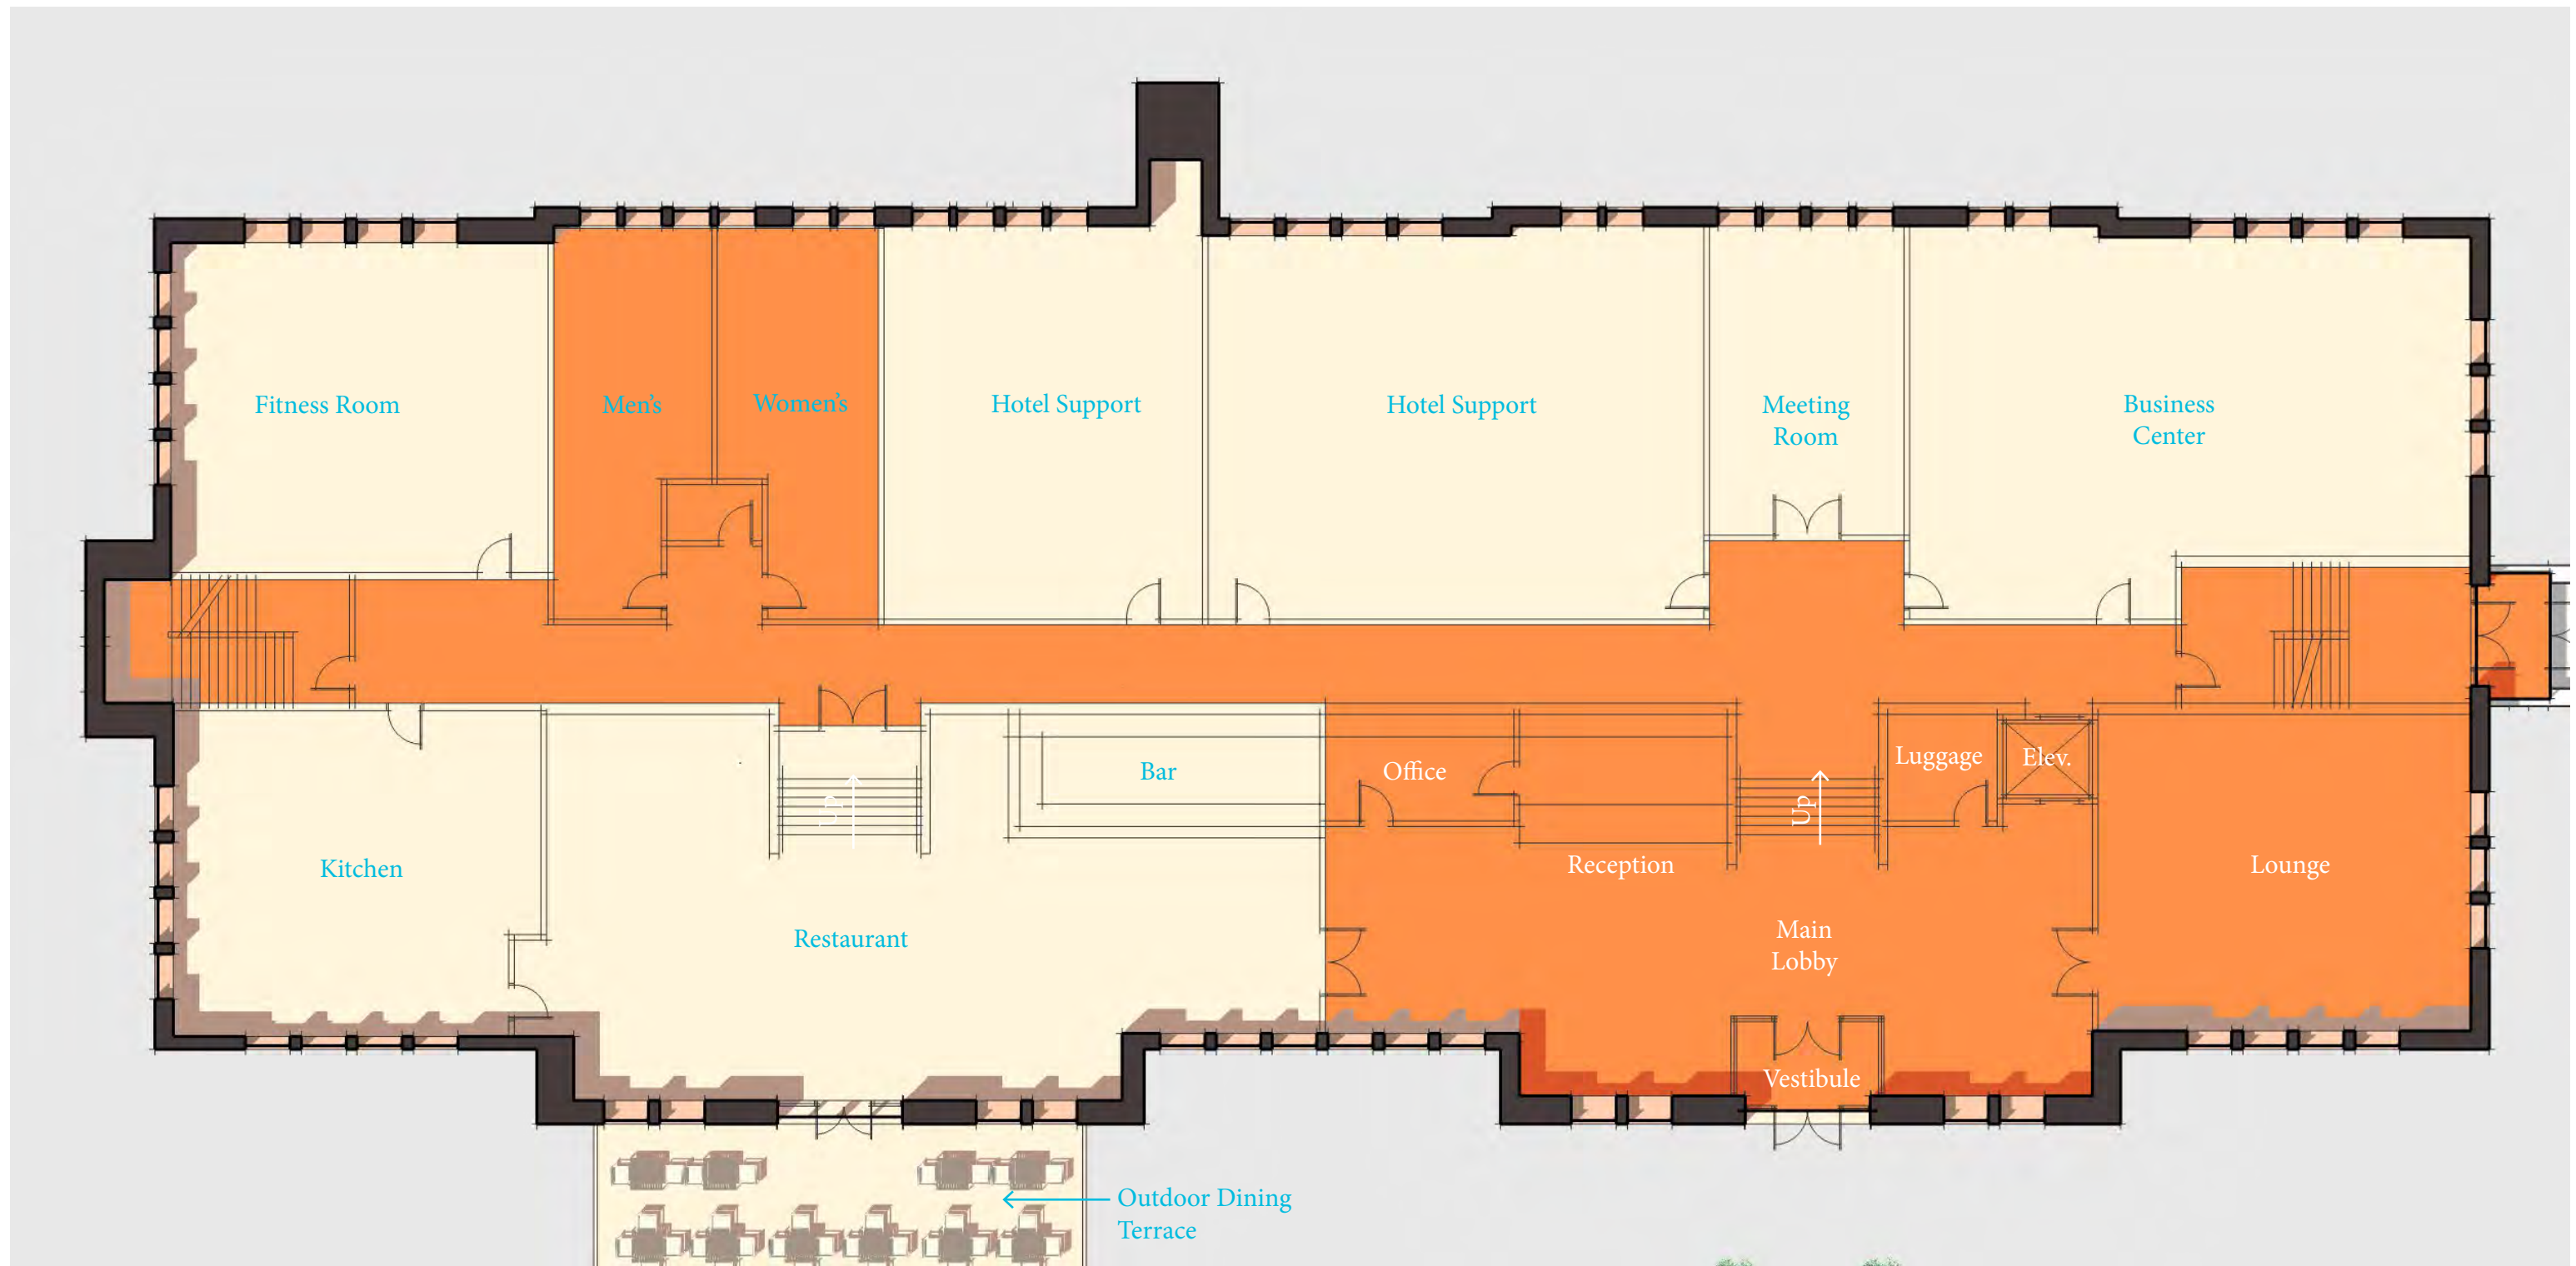 Fitness Room
Men's
Women's
Hotel Support
Hotel Support
Meeting
Room
Business
Center
Kitchen
Restaurant
Bar
Office
Reception
Up
Luggage
Elev.
Lounge
Main
Lobby
Vestibule
Outdoor Dining
Terrace